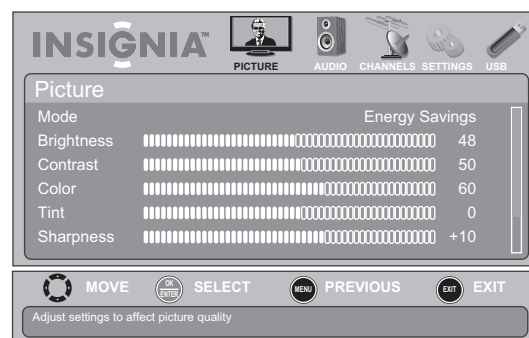 INSIGNIA™
PICTURE AUDIO CHANNELS SETTINGS USB
Picture
Mode Energy Savings
Brightness 48
Contrast 50
Color 60
Tint 0
Sharpness +10
MOVE OK ENTER SELECT MENU PREVIOUS EXIT EXIT
Adjust settings to affect picture quality